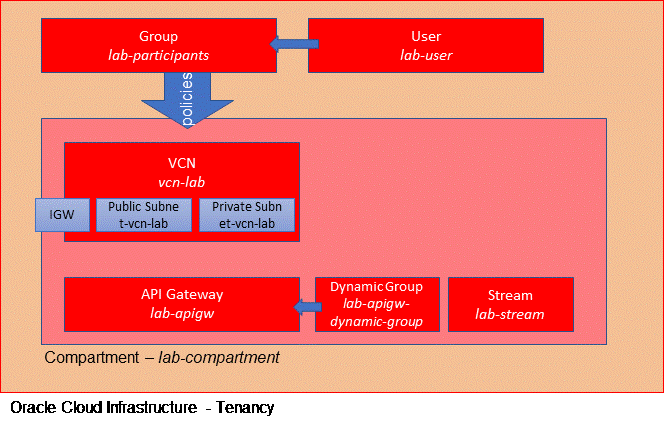 Group
lab-participants
User
lab-user
policies
VCN
vcn-lab
IGW
Public Subne
t-vcn-lab
Private Subn
et-vcn-lab
API Gateway
lab-apigw
Dynamic Group
lab-apigw-
dynamic-group
Stream
lab-stream
Compartment – lab-compartment
Oracle Cloud Infrastructure - Tenancy